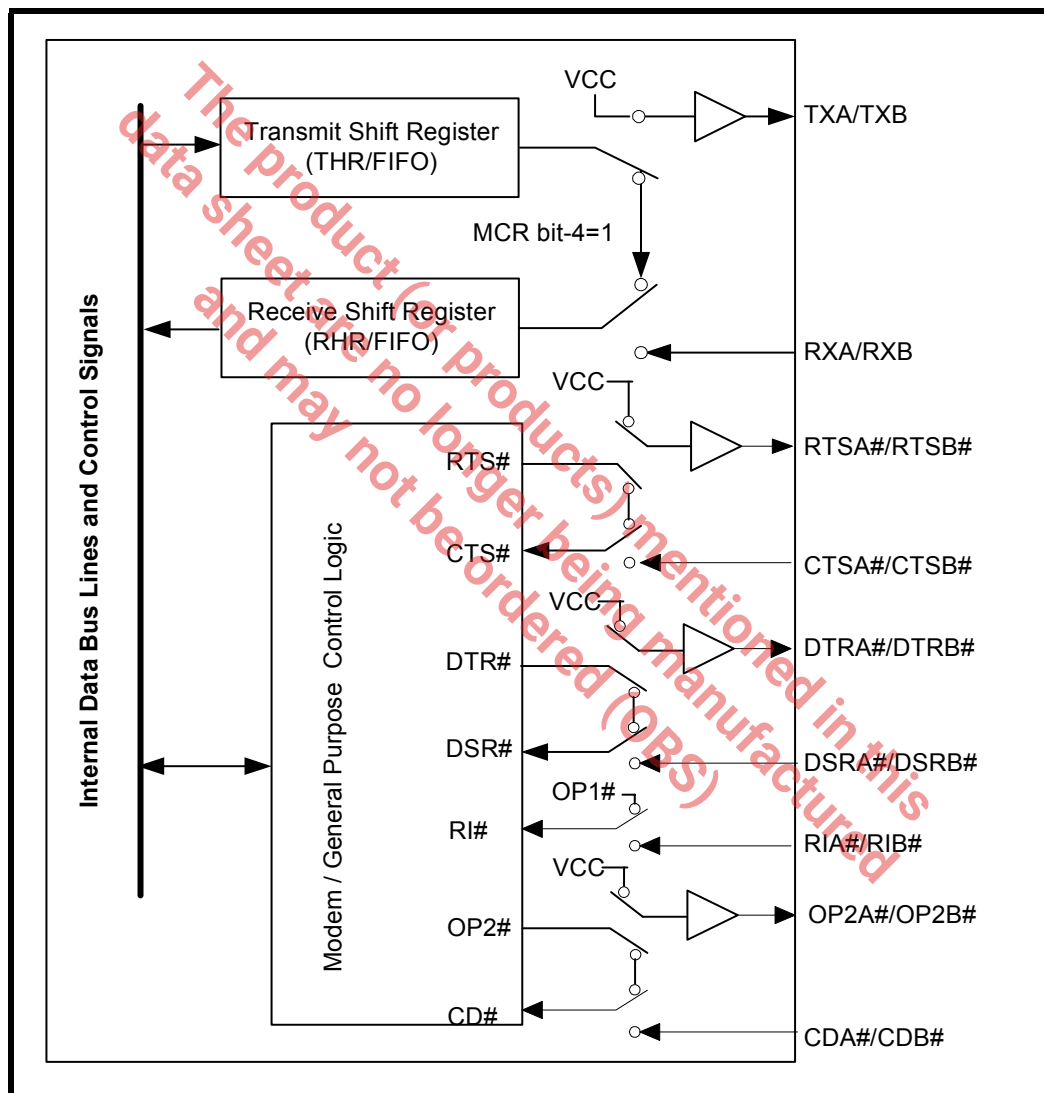 VCC
TXA/TXB
Transmit Shift Register
(THR/FIFO)
MCR bit-4=1
Receive Shift Register
(RHR/FIFO)
RXA/RXB
VCC
RTSA#/RTSB#
RTS#
CTS#
CTSA#/CTSB#
VCC
DTRA#/DTRB#
DTR#
DSR#
DSRA#/DSRB#
OP1#
RI#
RIA#/RIB#
VCC
OP2A#/OP2B#
OP2#
CD#
CDA#/CDB#
Internal Data Bus Lines and Control Signals
Modem / General Purpose Control Logic
The product (or products) mentioned in this
data sheet are no longer being manufactured
and may not be ordered (OBS)